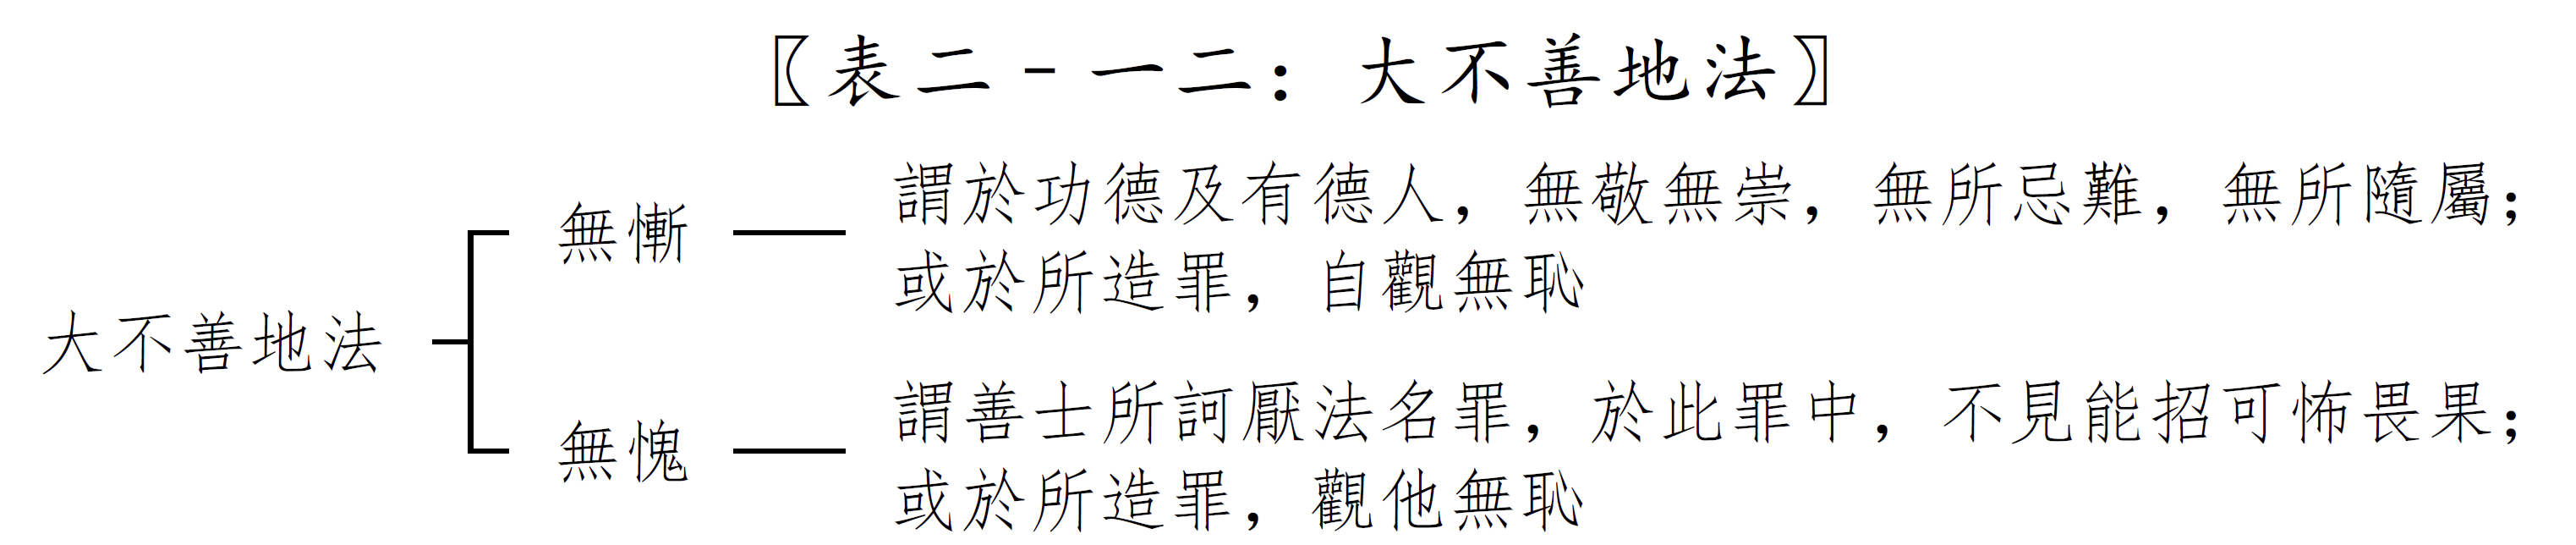 〖表二–一二：大不善地法〗
謂於功德及有德人，無敬無崇，無所忌難，無所隨屬；
無慚
或於所造罪，自觀無恥
大不善地法
謂善士所訶厭法名罪，於此罪中，不見能招可怖畏果；
無愧
或於所造罪，觀他無恥